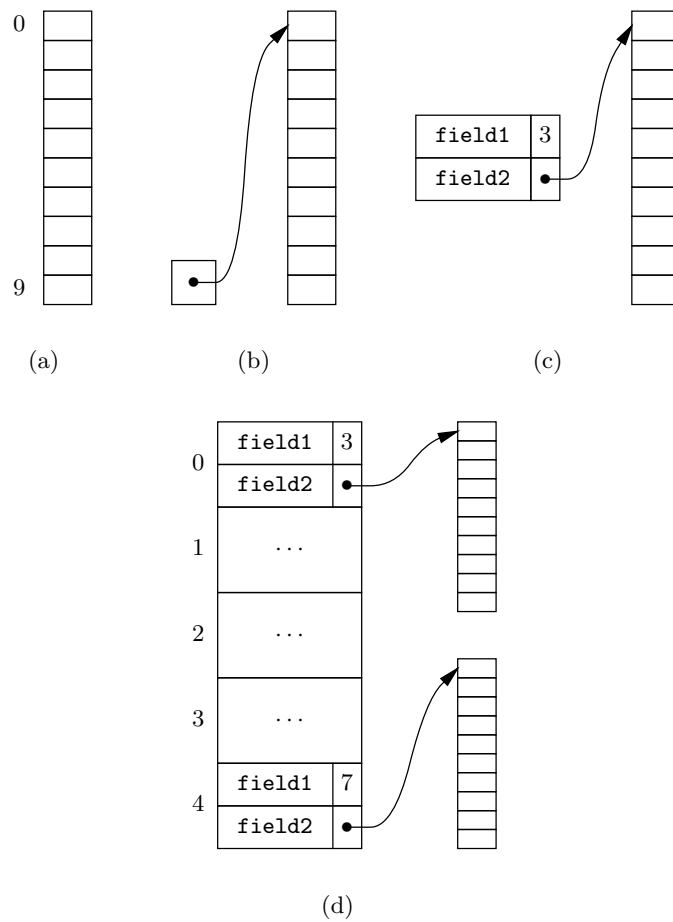 0
9
field1 3
field2
(a)
(b)
(c)
0
field1 3
field2
1
...
2
...
3
...
4
field1 7
field2
(d)